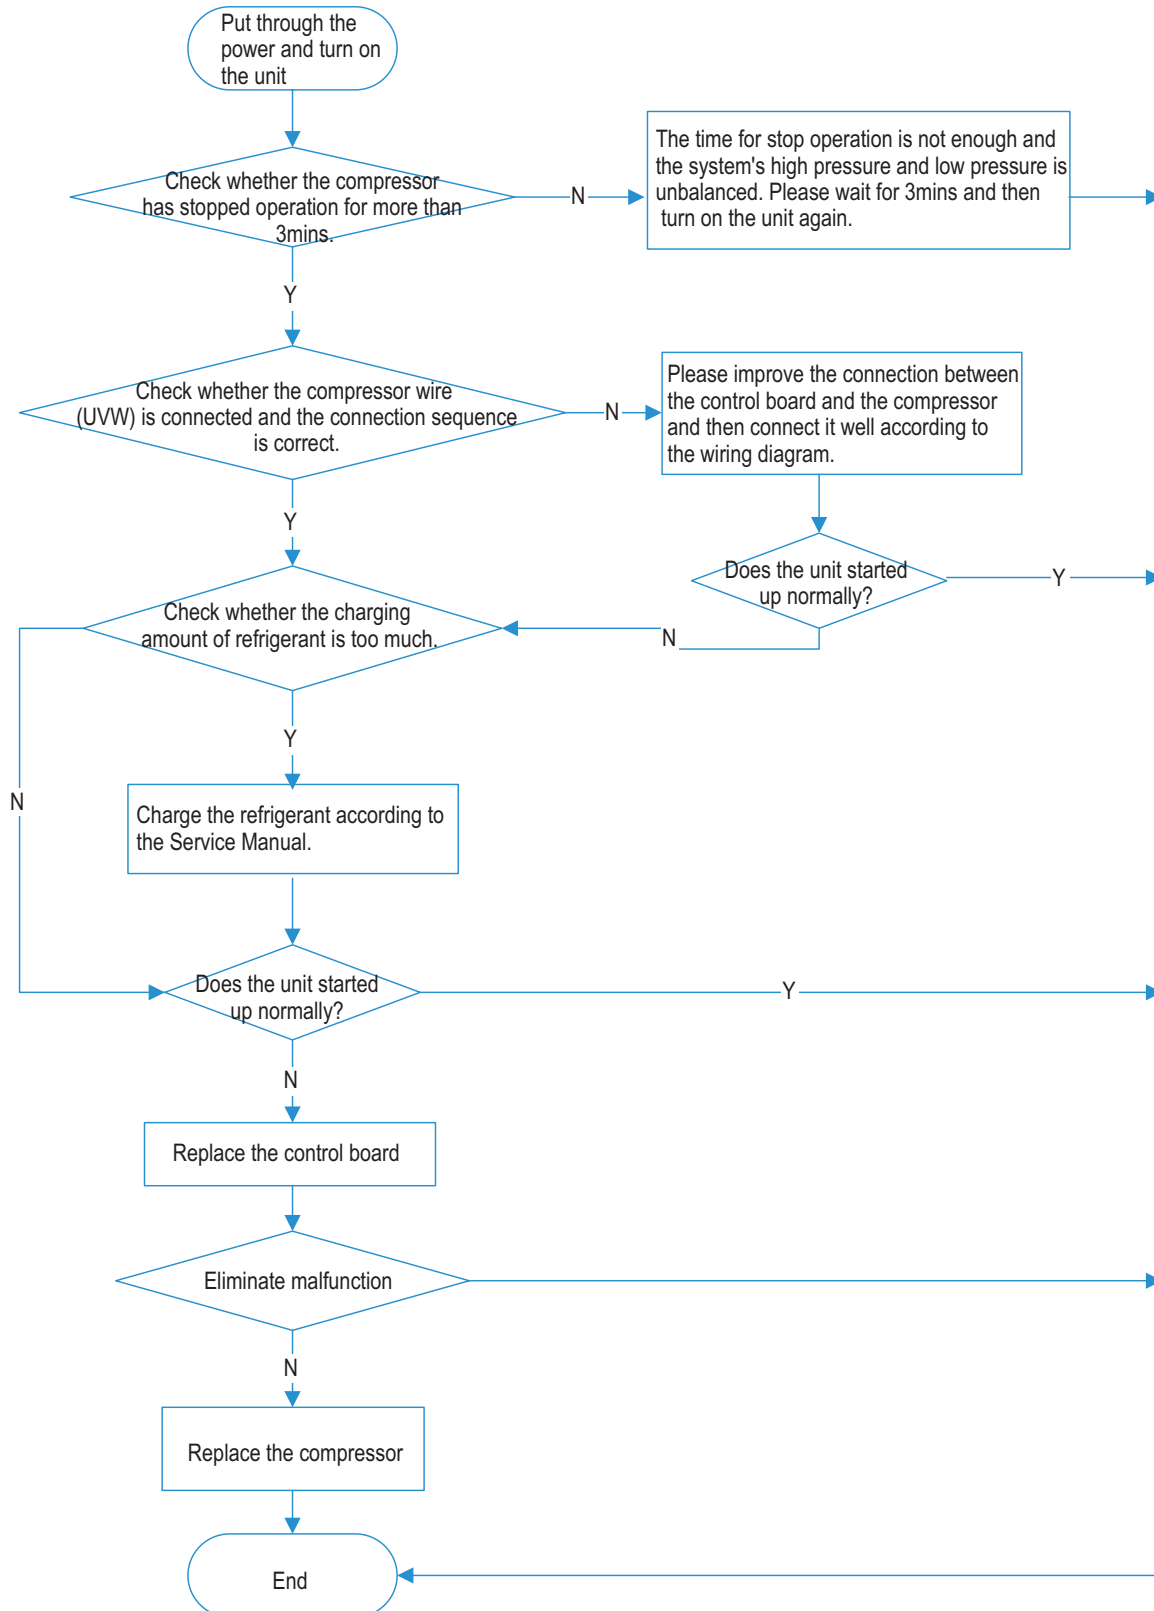 Put through the
power and turn on
the unit
Check whether the compressor
has stopped operation for more than
3mins.
N
The time for stop operation is not enough and
the system's high pressure and low pressure is
unbalanced. Please wait for 3mins and then
turn on the unit again.
Y
Check whether the compressor wire
(UVW) is connected and the connection sequence
is correct.
N
Please improve the connection between
the control board and the compressor
and then connect it well according to
the wiring diagram.
Y
Does the unit started
up normally?
Y
N
Check whether the charging
amount of refrigerant is too much.
Y
N
Charge the refrigerant according to
the Service Manual.
Does the unit started
up normally?
Y
N
Replace the control board
Eliminate malfunction
N
Replace the compressor
End